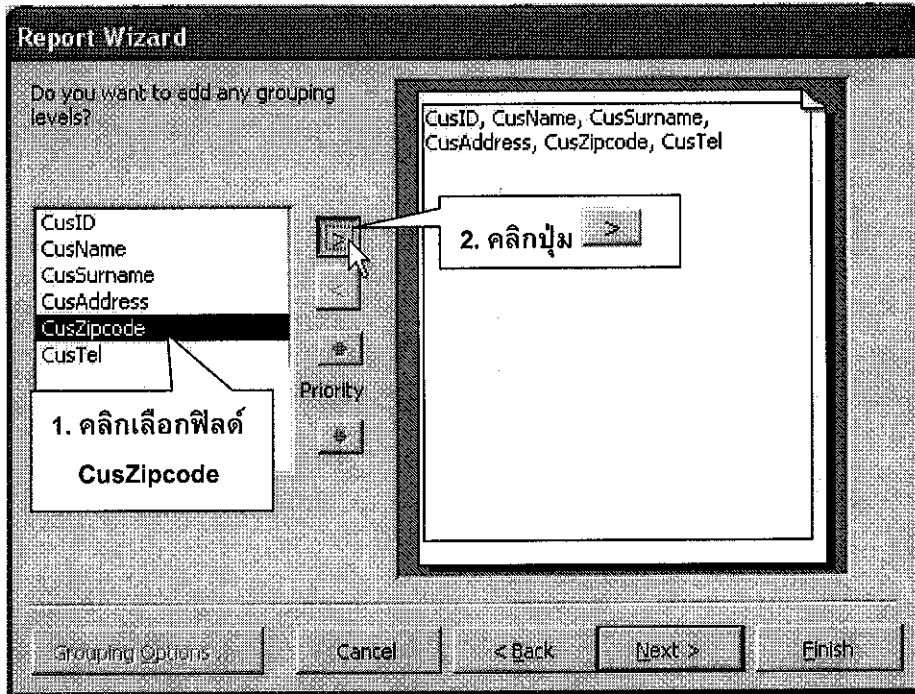 Report Wizard
Do you want to add any grouping
levels?
CusID
CusName
CusSurname
CusAddress
CusZipcode
CusTel
1. คลิกเลือกฟิลด์
CusZipcode
>
<
Priority
CusID, CusName, CusSurname,
CusAddress, CusZipcode, CusTel
2. คลิกปุ่ม >
Grouping Options ...
Cancel
< Back
Next >
Finish